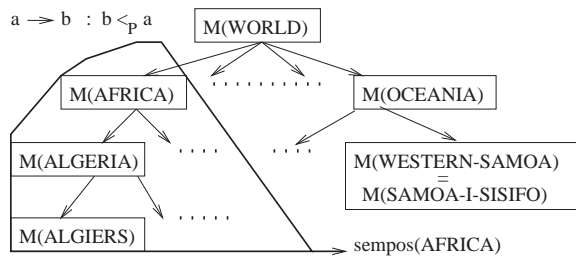 a → b : b <P a
M(WORLD)
M(AFRICA)
M(OCEANIA)
M(ALGERIA)
M(WESTERN-SAMOA)
=
M(SAMOA-I-SISIFO)
M(ALGIERS)
sempos(AFRICA)